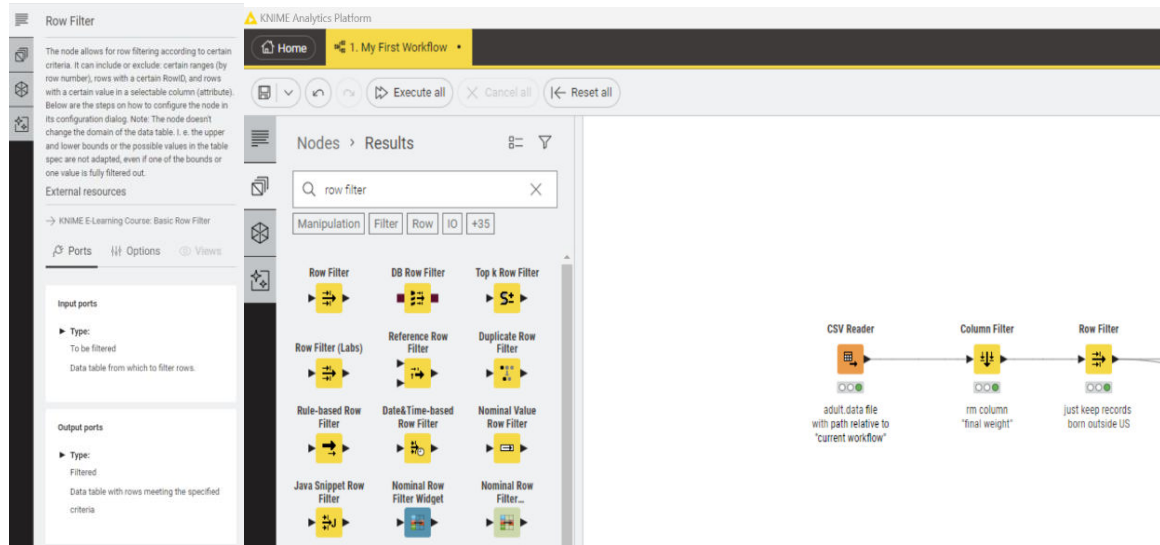 Row Filter
The node allows for row filtering according to certain
criteria. It can include or exclude: certain ranges (by
row number), rows with a certain RowID, and rows
with a certain value in a selectable column (attribute).
Below are the steps on how to configure the node in
its configuration dialog. Note: The node doesn't
change the domain of the data table. I. e. the upper
and lower bounds or the possible values in the table
spec are not adapted, even if one of the bounds or
one value is fully filtered out.
External resources
→ KNIME E-Learning Course: Basic Row Filter
Ports Options Views
Input ports
Type:
To be filtered
Data table from which to filter rows.
Output ports
Type:
Filtered
Data table with rows meeting the specified
criteria
KNIME Analytics Platform
Home 1. My First Workflow •
Execute all Cancel all Reset all
Nodes > Results
row filter
Manipulation Filter Row IO +35
Row Filter DB Row Filter Top k Row Filter
Row Filter (Labs) Reference Row Filter Duplicate Row Filter
Rule-based Row Filter Date&Time-based Row Filter Nominal Value Row Filter
Java Snippet Row Filter Nominal Row Filter Widget Nominal Row Filter...
CSV Reader Column Filter Row Filter
adult.data file
with path relative to
"current workflow"
rm column
"final weight"
just keep records
born outside US